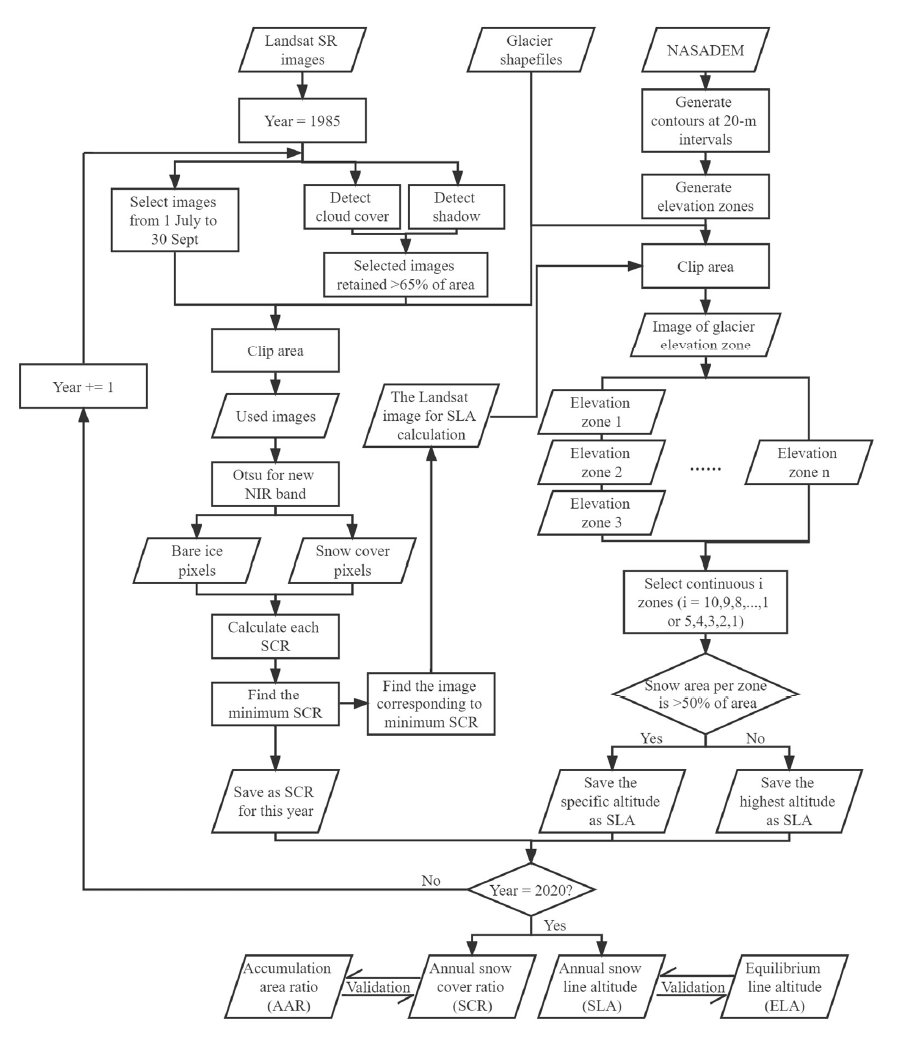 Landsat SR
images
Glacier
shapefiles
NASADEM
Year = 1985
Generate
contours at 20-m
intervals
Select images
from 1 July to
30 Sept
Detect
cloud cover
Detect
shadow
Generate
elevation zones
Selected images
retained >65% of area
Clip area
Clip area
Image of glacier
elevation zone
Year += 1
Used images
The Landsat
image for SLA
calculation
Elevation
zone 1
Elevation
zone 2
Elevation
zone 3
......
Elevation
zone n
Otsu for new
NIR band
Bare ice
pixels
Snow cover
pixels
Calculate each
SCR
Find the
minimum SCR
Find the image
corresponding to
minimum SCR
Select continuous i
zones (i = 10,9,8,...,1
or 5,4,3,2,1)
Snow area per zone
is >50% of area
Yes
No
Save as SCR
for this year
Save the
specific altitude
as SLA
Save the
highest altitude
as SLA
No
Year = 2020?
Yes
Accumulation
area ratio
(AAR)
Validation
Annual snow
cover ratio
(SCR)
Annual snow
line altitude
(SLA)
Validation
Equilibrium
line altitude
(ELA)